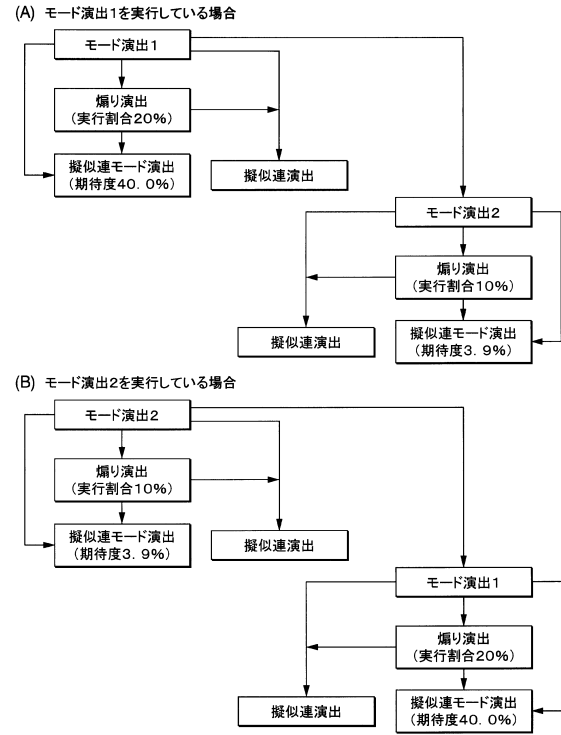 (A) モード演出1を実行している場合
モード演出1
煽り演出
(実行割合20%)
擬似連モード演出
(期待度40. 0%)
擬似連演出
モード演出2
煽り演出
(実行割合10%)
擬似連演出
擬似連モード演出
(期待度3. 9%)
(B) モード演出2を実行している場合
モード演出2
煽り演出
(実行割合10%)
擬似連モード演出
(期待度3. 9%)
擬似連演出
モード演出1
煽り演出
(実行割合20%)
擬似連演出
擬似連モード演出
(期待度40. 0%)